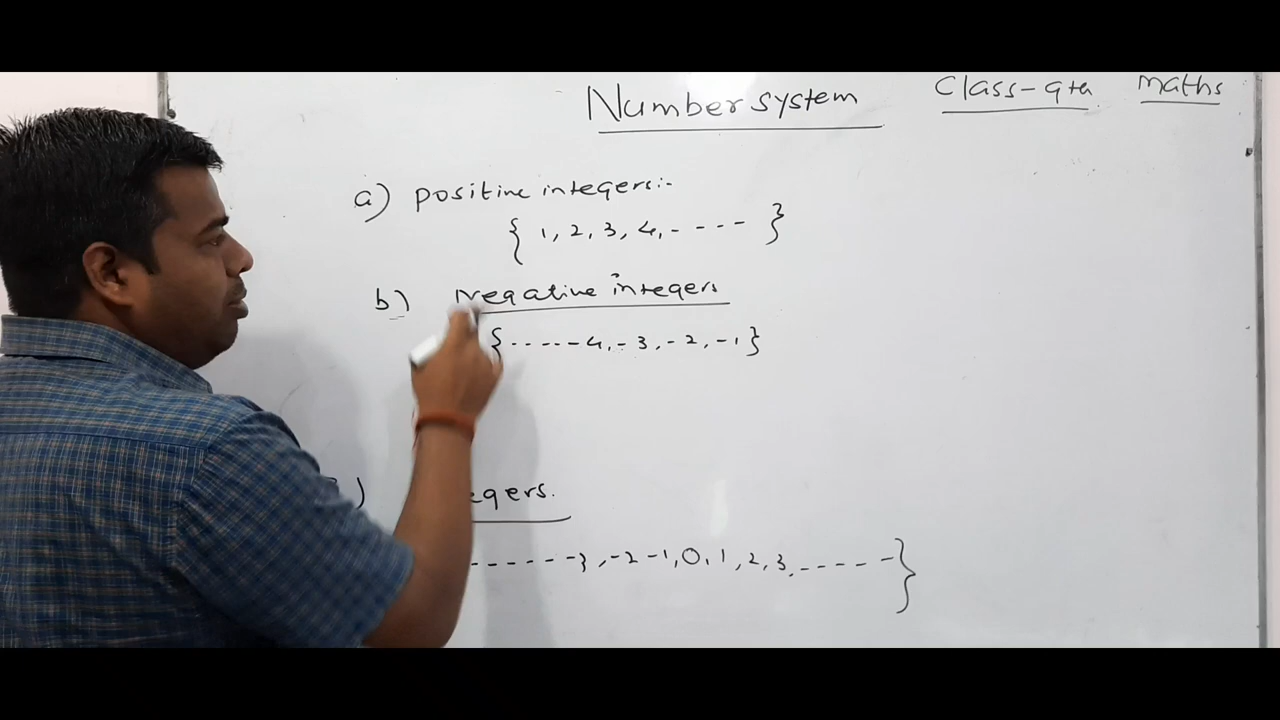 Number system Class-9th Maths
a) Positive integers:-
{ 1, 2, 3, 4, - - - - }
b) Negative integers
{ - - - - - 4, - 3, - 2, - 1 }
) egers.
- - - - - - -3, -2 -1, 0, 1, 2, 3, - - - - - }